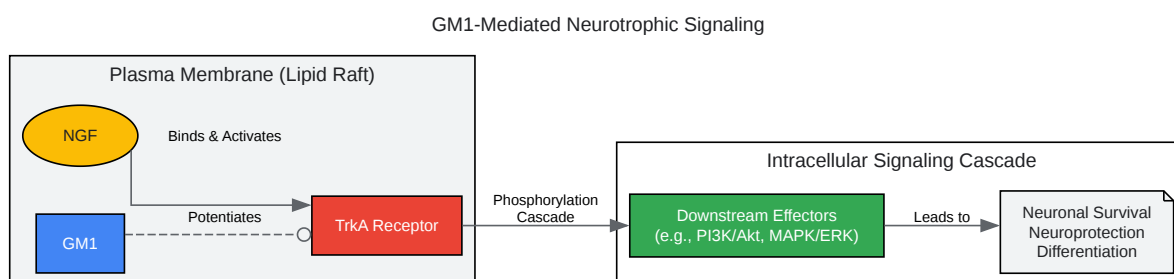 GM1-Mediated Neurotrophic Signaling
Plasma Membrane (Lipid Raft)
NGF
Binds & Activates
GM1
Potentiates
TrkA Receptor
Phosphorylation
Cascade
Intracellular Signaling Cascade
Downstream Effectors
(e.g., PI3K/Akt, MAPK/ERK)
Leads to
Neuronal Survival
Neuroprotection
Differentiation